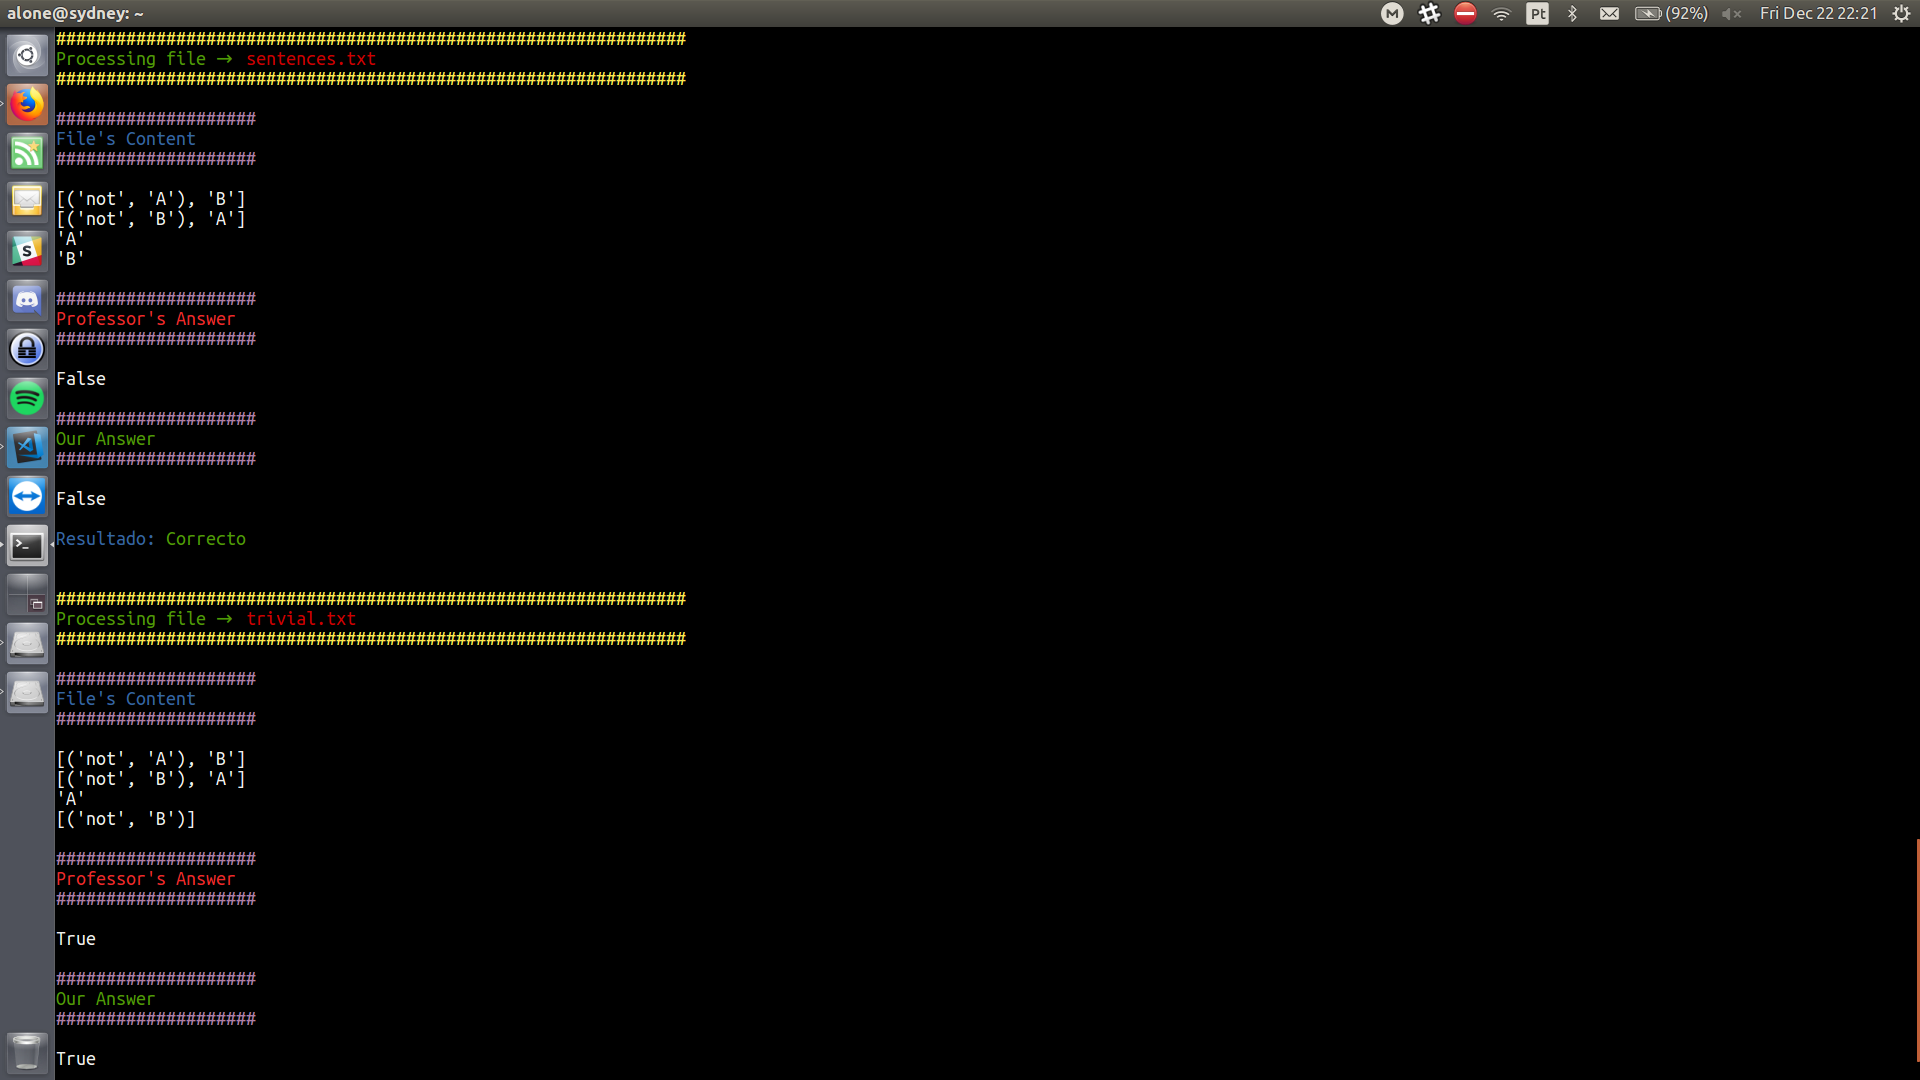 alone@sydney: ~
Pt (92%) Fri Dec 22 22:21
###############################################################
Processing file → sentences.txt
###############################################################
####################
File's Content
####################
[('not', 'A'), 'B']
[('not', 'B'), 'A']
'A'
'B'
####################
Professor's Answer
####################
False
####################
Our Answer
####################
False
Resultado: Correcto
###############################################################
Processing file → trivial.txt
###############################################################
####################
File's Content
####################
[('not', 'A'), 'B']
[('not', 'B'), 'A']
'A'
[('not', 'B')]
####################
Professor's Answer
####################
True
####################
Our Answer
####################
True